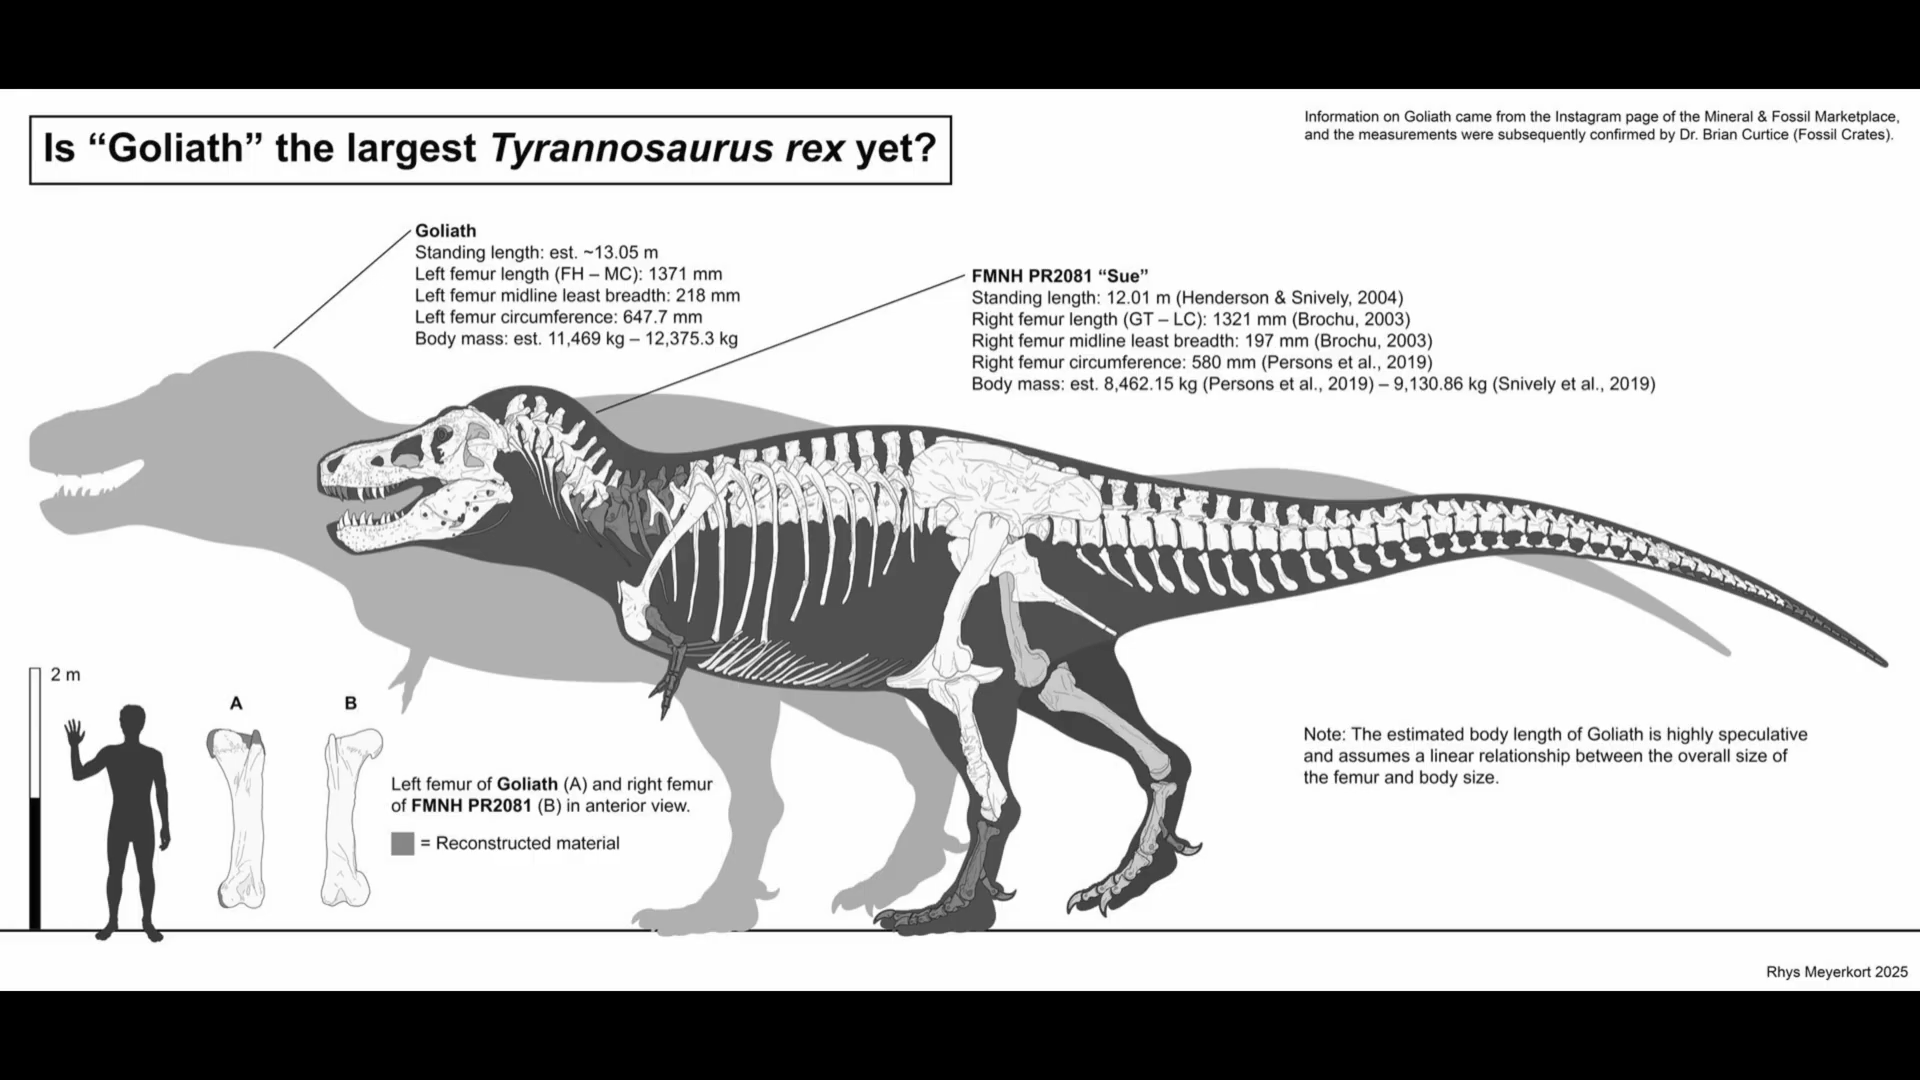 Is “Goliath” the largest Tyrannosaurus rex yet?
Information on Goliath came from the Instagram page of the Mineral & Fossil Marketplace,
and the measurements were subsequently confirmed by Dr. Brian Curtice (Fossil Crates).
Goliath
Standing length: est. ~13.05 m
Left femur length (FH – MC): 1371 mm
Left femur midline least breadth: 218 mm
Left femur circumference: 647.7 mm
Body mass: est. 11,469 kg – 12,375.3 kg
FMNH PR2081 “Sue”
Standing length: 12.01 m (Henderson & Snively, 2004)
Right femur length (GT – LC): 1321 mm (Brochu, 2003)
Right femur midline least breadth: 197 mm (Brochu, 2003)
Right femur circumference: 580 mm (Persons et al., 2019)
Body mass: est. 8,462.15 kg (Persons et al., 2019) – 9,130.86 kg (Snively et al., 2019)
2 m
A
B
Left femur of Goliath (A) and right femur
of FMNH PR2081 (B) in anterior view.
= Reconstructed material
Note: The estimated body length of Goliath is highly speculative
and assumes a linear relationship between the overall size of
the femur and body size.
Rhys Meyerkort 2025